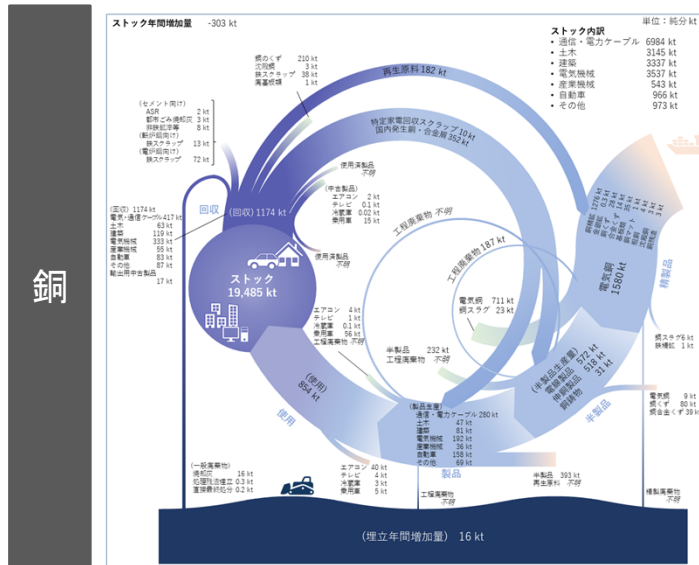 銅
ストック年間増加量 -303 kt
単位：純分 kt
ストック内訳
• 通信・電力ケーブル 6984 kt
• 土木 3145 kt
• 建築 3337 kt
• 電気機械 3537 kt
• 産業機械 543 kt
• 自動車 966 kt
• その他 973 kt
銅のくず 210 kt
沈殿銅 3 kt
鉄スクラップ 38 kt
廃基板類 1 kt
再生原料 182 kt
特定家電回収スクラップ 10 kt
国内発生銅・合金屑 352 kt
(セメント向け)
ASR 2 kt
都市ごみ焼却灰 3 kt
非鉄鉱滓等 8 kt
(転炉鋼向け)
鉄スクラップ 13 kt
(電炉鋼向け)
鉄スクラップ 72 kt
使用済製品
不明
(中古製品)
エアコン 2 kt
テレビ 0.1 kt
冷蔵庫 0.02 kt
乗用車 15 kt
回収
(回収) 1174 kt
(回収) 1174 kt
電気・通信ケーブル 417 kt
土木 63 kt
建築 119 kt
電気機械 333 kt
産業機械 55 kt
自動車 83 kt
その他 87 kt
輸出用中古製品
17 kt
使用済製品
不明
ストック
19,485 kt
工程廃棄物 不明
工程廃棄物 187 kt
銅精鉱 1276 kt
電気銅
1580 kt
精製品
電気銅 711 kt
銅スラグ 23 kt
銅スラグ 6 kt
鉄精鉱 1 kt
エアコン 4 kt
テレビ 1 kt
冷蔵庫 0.1 kt
乗用車 56 kt
工程廃棄物 不明
半製品 232 kt
工程廃棄物 不明
(半製品生産量)
電線製品 572 kt
伸銅製品 518 kt
銅鋳物 31 kt
半製品
電気銅 9 kt
銅くず 80 kt
銅合金くず 39 kt
(使用)
854 kt
使用
(製品生産)
通信・電力ケーブル 280 kt
土木 47 kt
建築 81 kt
電気機械 192 kt
産業機械 36 kt
自動車 158 kt
その他 69 kt
製品
(一般廃棄物)
焼却灰 16 kt
処理残渣埋立 0.3 kt
直接最終処分 0.2 kt
エアコン 40 kt
テレビ 4 kt
冷蔵庫 3 kt
乗用車 5 kt
工程廃棄物
不明
半製品 393 kt
再生原料 不明
精製廃棄物
不明
(埋立年間増加量) 16 kt